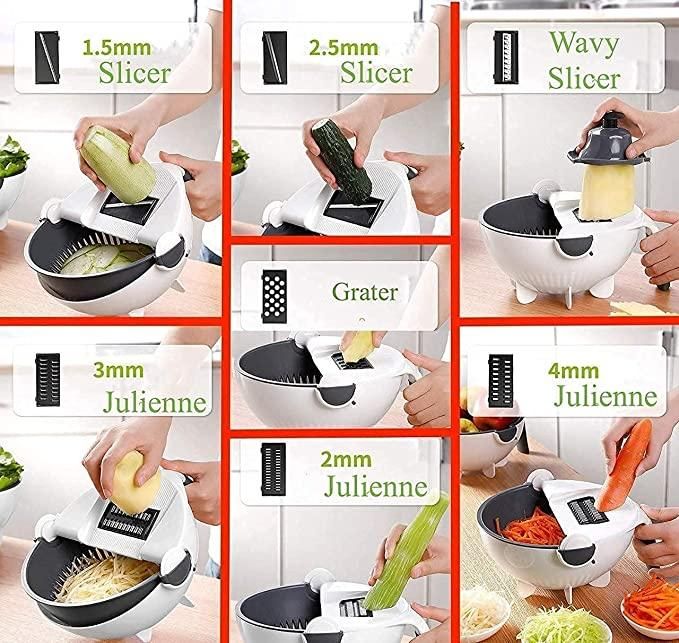 1.5mm
Slicer
2.5mm
Slicer
Wavy
Slicer
Grater
3mm
Julienne
2mm
Julienne
4mm
Julienne